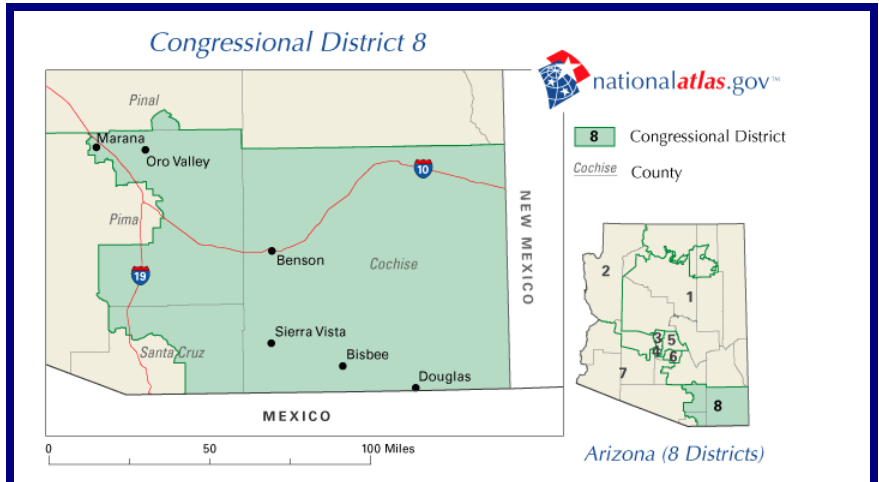 Congressional District 8
nationalatlas.gov™
Pinal
Marana
Oro Valley
8 Congressional District
Cochise County
10
Pima
NEW MEXICO
Benson
Cochise
19
Sierra Vista
Santa Cruz
Bisbee
Douglas
MEXICO
0 50 100 Miles
2
1
3
5
4
6
7
8
Arizona (8 Districts)